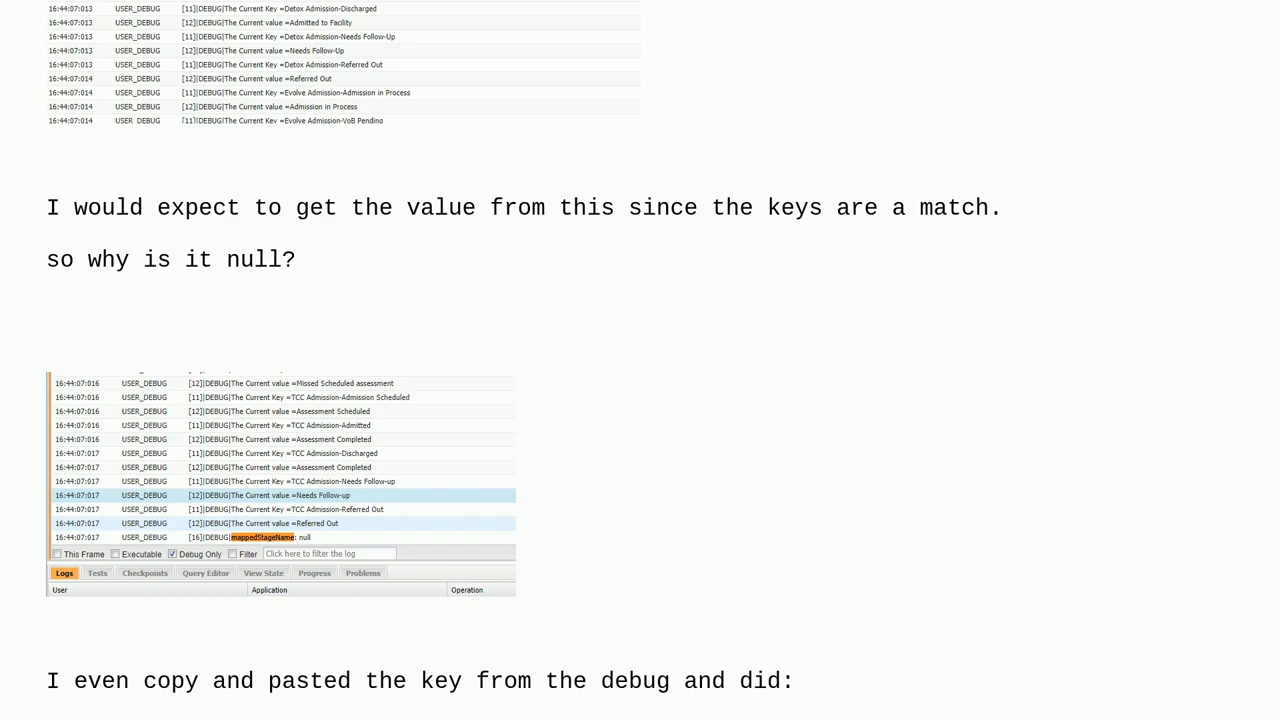 16:44:07:013 USER_DEBUG [11]|DEBUG|The Current Key =Detox Admission-Discharged
16:44:07:013 USER_DEBUG [12]|DEBUG|The Current value =Admitted to Facility
16:44:07:013 USER_DEBUG [11]|DEBUG|The Current Key =Detox Admission-Needs Follow-Up
16:44:07:013 USER_DEBUG [12]|DEBUG|The Current value =Needs Follow-Up
16:44:07:013 USER_DEBUG [11]|DEBUG|The Current Key =Detox Admission-Referred Out
16:44:07:014 USER_DEBUG [12]|DEBUG|The Current value =Referred Out
16:44:07:014 USER_DEBUG [11]|DEBUG|The Current Key =Evolve Admission-Admission in Process
16:44:07:014 USER_DEBUG [12]|DEBUG|The Current value =Admission in Process
16:44:07:014 USER_DEBUG [11]|DEBUG|The Current Key =Evolve Admission-VoB Pending
I would expect to get the value from this since the keys are a match.
so why is it null?
16:44:07:016 USER_DEBUG [12]|DEBUG|The Current value =Missed Scheduled assessment
16:44:07:016 USER_DEBUG [11]|DEBUG|The Current Key =TCC Admission-Admission Scheduled
16:44:07:016 USER_DEBUG [12]|DEBUG|The Current value =Assessment Scheduled
16:44:07:016 USER_DEBUG [11]|DEBUG|The Current Key =TCC Admission-Admitted
16:44:07:016 USER_DEBUG [12]|DEBUG|The Current value =Assessment Completed
16:44:07:017 USER_DEBUG [11]|DEBUG|The Current Key =TCC Admission-Discharged
16:44:07:017 USER_DEBUG [12]|DEBUG|The Current value =Assessment Completed
16:44:07:017 USER_DEBUG [11]|DEBUG|The Current Key =TCC Admission-Needs Follow-up
16:44:07:017 USER_DEBUG [12]|DEBUG|The Current value =Needs Follow-up
16:44:07:017 USER_DEBUG [11]|DEBUG|The Current Key =TCC Admission-Referred Out
16:44:07:017 USER_DEBUG [12]|DEBUG|The Current value =Referred Out
16:44:07:017 USER_DEBUG [16]|DEBUG|mappedStageName: null
This Frame Executable Debug Only Filter Click here to filter the log
Logs Tests Checkpoints Query Editor View State Progress Problems
User Application Operation
I even copy and pasted the key from the debug and did: